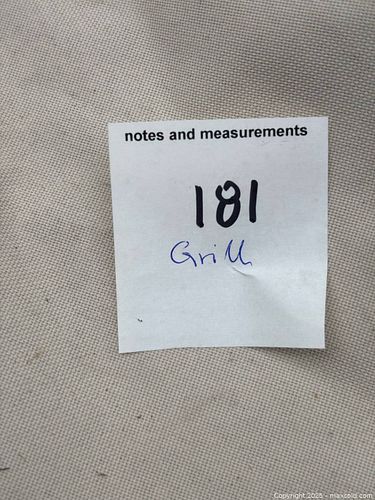 notes and measurements
181
Grill
Copyright 2025 - maxsold.com